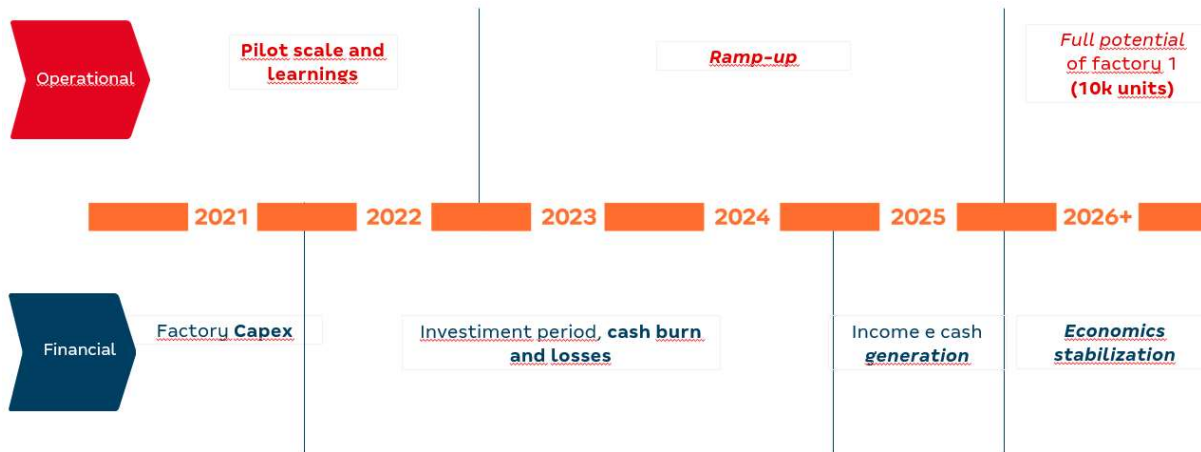 Operational
Pilot scale and
learnings
Ramp-up
Full potential
of factory 1
(10k units)
2021
2022
2023
2024
2025
2026+
Financial
Factory Capex
Investiment period, cash burn
and losses
Income e cash
generation
Economics
stabilization